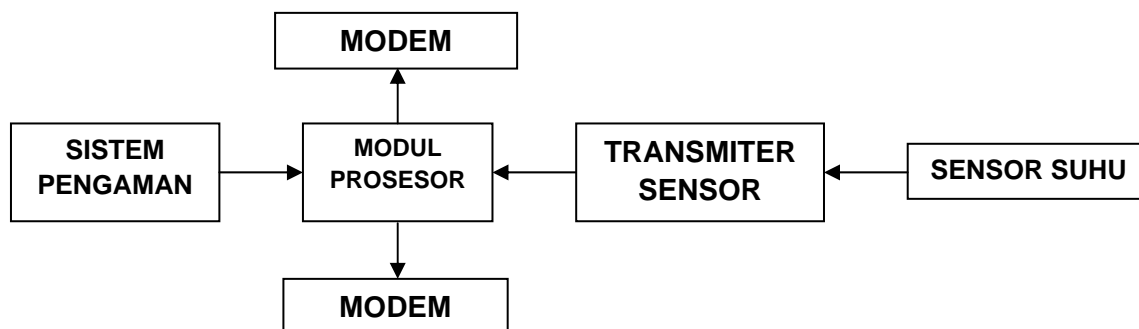 MODEM
SISTEM
PENGAMAN
MODUL
PROSESOR
TRANSMITER
SENSOR
SENSOR SUHU
MODEM